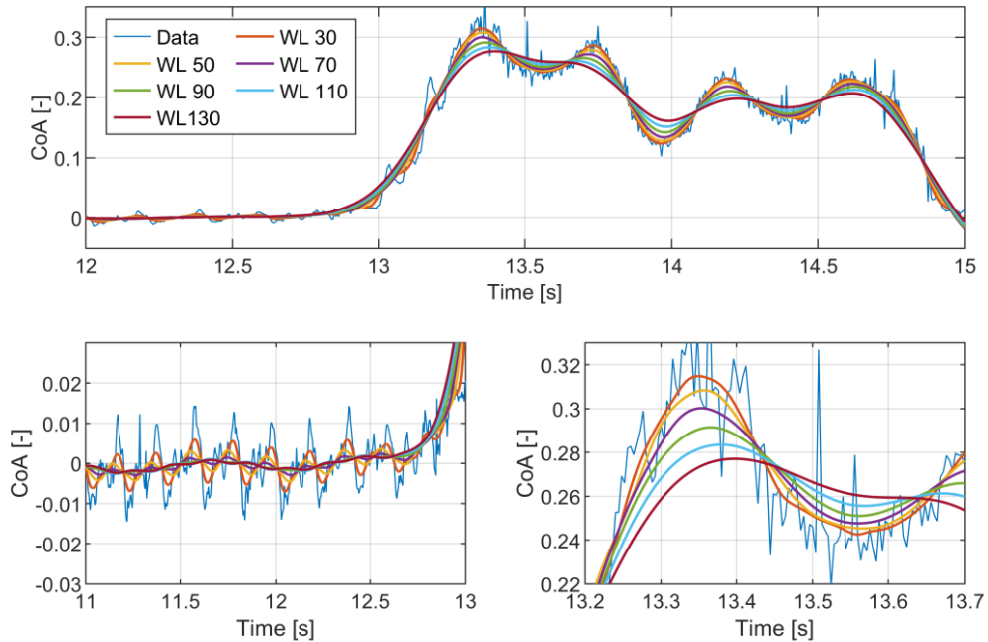 CoA [-]
0.3
0.2
0.1
0
Data
WL 30
WL 50
WL 70
WL 90
WL 110
WL130
12 12.5 13 13.5 14 14.5 15
Time [s]
CoA [-]
0.02
0.01
0
-0.01
-0.02
-0.03
11 11.5 12 12.5 13
Time [s]
CoA [-]
0.32
0.3
0.28
0.26
0.24
0.22
13.2 13.3 13.4 13.5 13.6 13.7
Time [s]